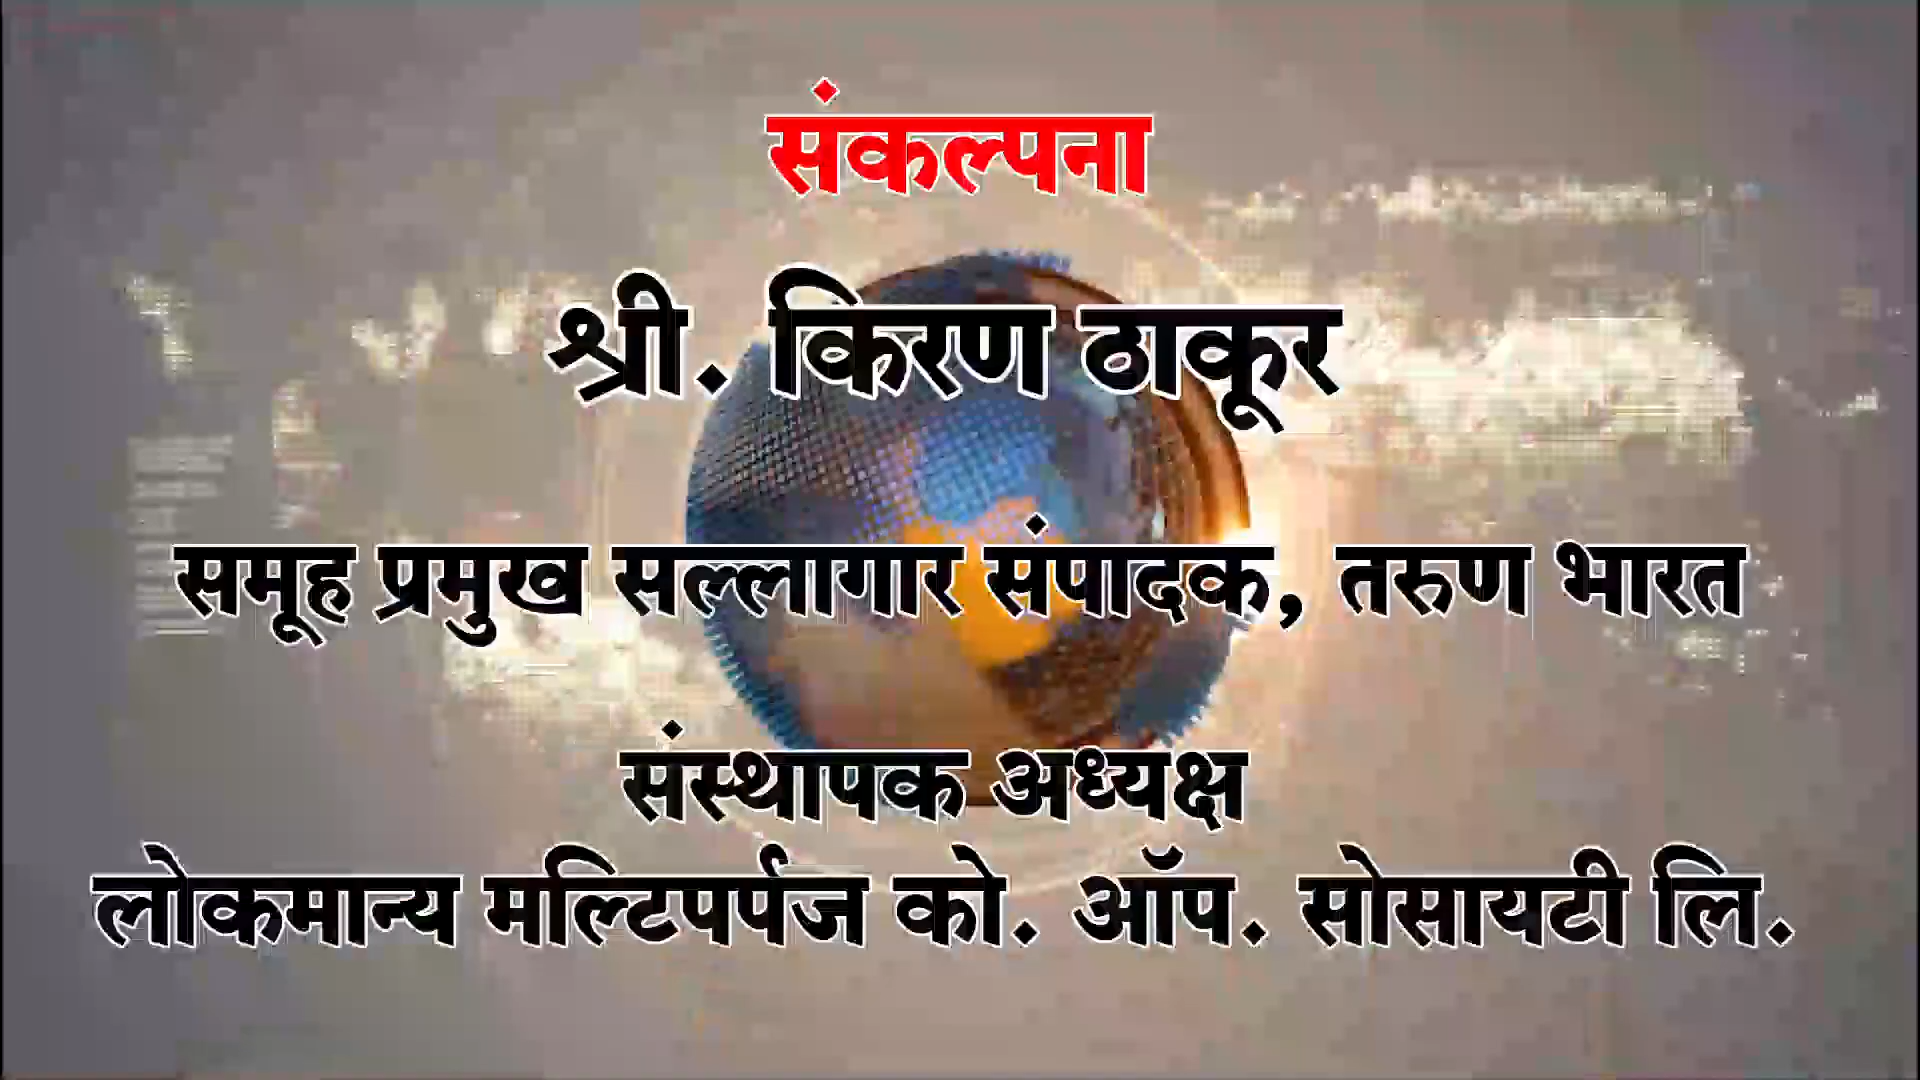 संकल्पना
श्री. किरण ठाकूर
समूह प्रमुख सल्लागार संपादक, तरुण भारत
संस्थापक अध्यक्ष
लोकमान्य मल्टिपर्पज को. ऑप. सोसायटी लि.